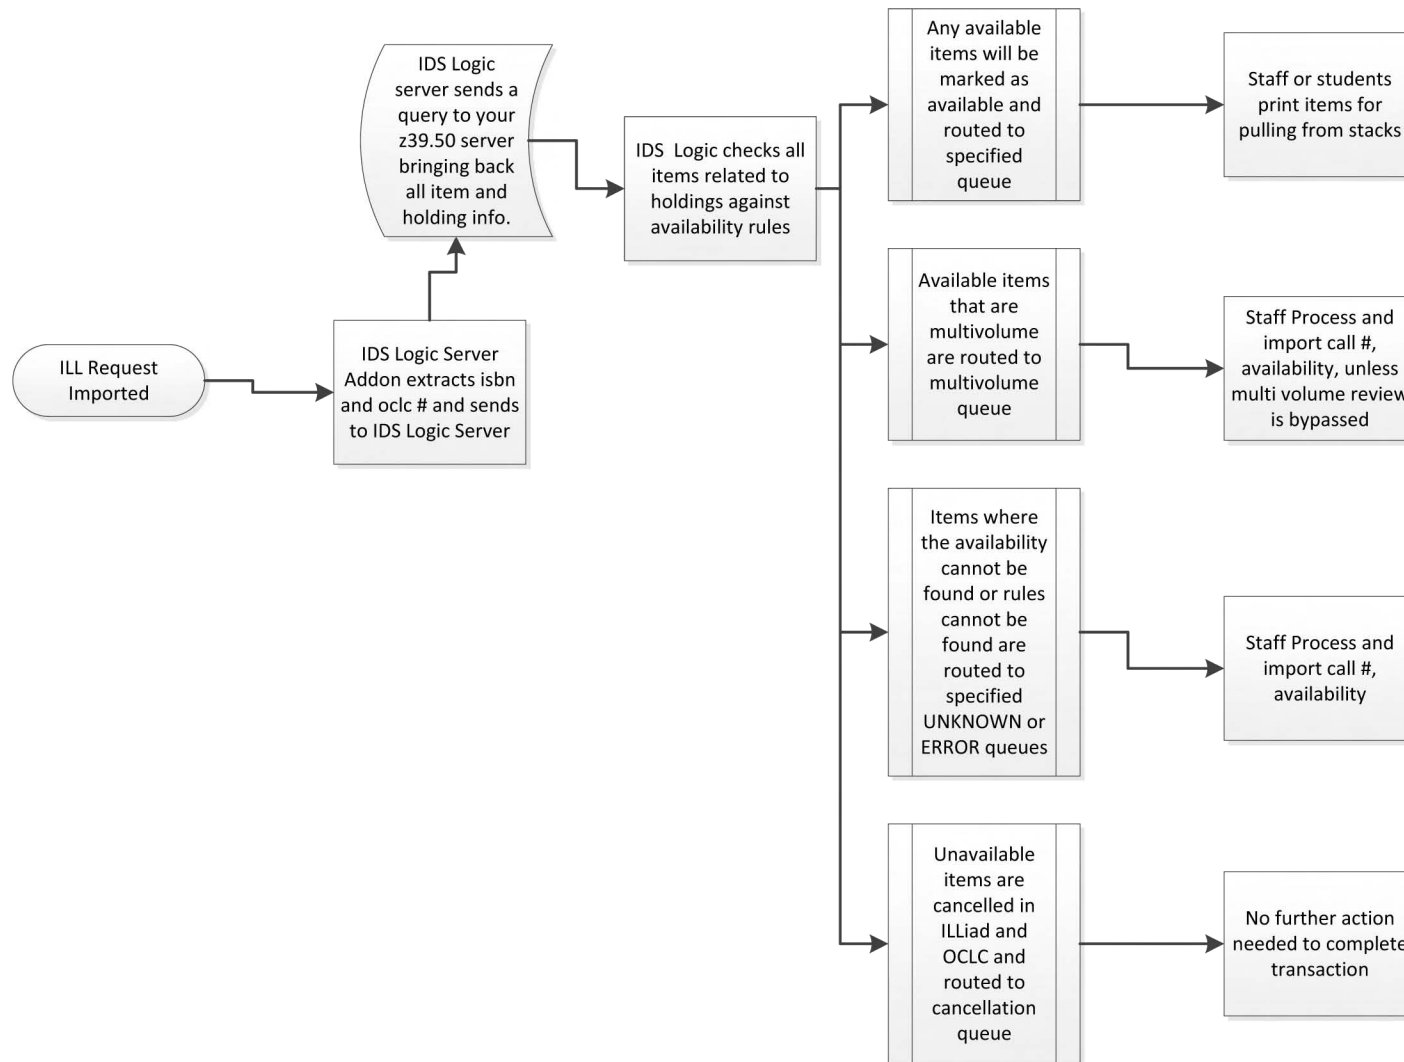 ILL Request
Imported
IDS Logic Server
Addon extracts isbn
and oclc # and sends
to IDS Logic Server
IDS Logic
server sends a
query to your
z39.50 server
bringing back
all item and
holding info.
IDS  Logic checks all
items related to
holdings against
availability rules
Any available
items will be
marked as
available and
routed to
specified
queue
Staff or students
print items for
pulling from stacks
Available items
that are
multivolume
are routed to
multivolume
queue
Staff Process and
import call #,
availability, unless
multi volume review
is bypassed
Items where
the availability
cannot be
found or rules
cannot be
found are
routed to
specified
UNKNOWN or
ERROR queues
Staff Process and
import call #,
availability
Unavailable
items are
cancelled in
ILLiad and
OCLC and
routed to
cancellation
queue
No further action
needed to complete
transaction